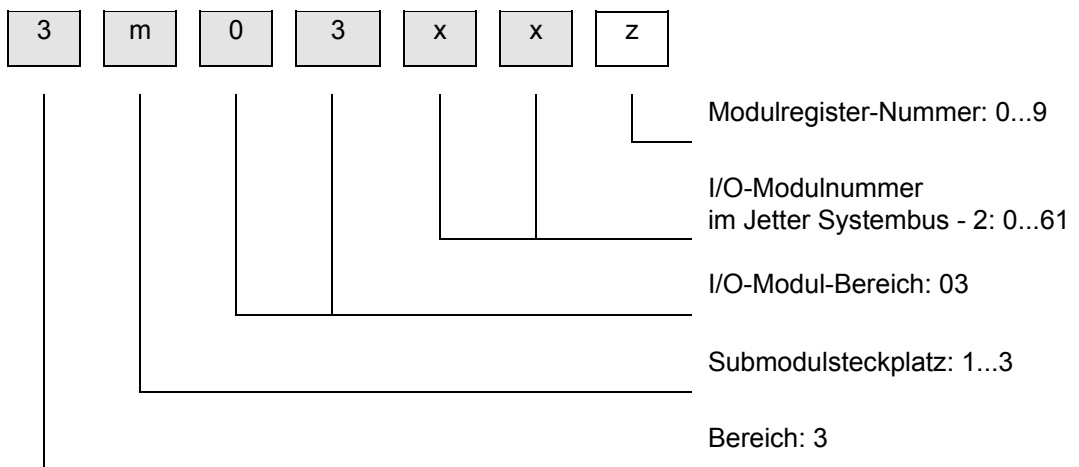 3 m 0 3 x x z
Modulregister-Nummer: 0...9
I/O-Modulnummer
im Jetter Systembus - 2: 0...61
I/O-Modul-Bereich: 03
Submodulsteckplatz: 1...3
Bereich: 3